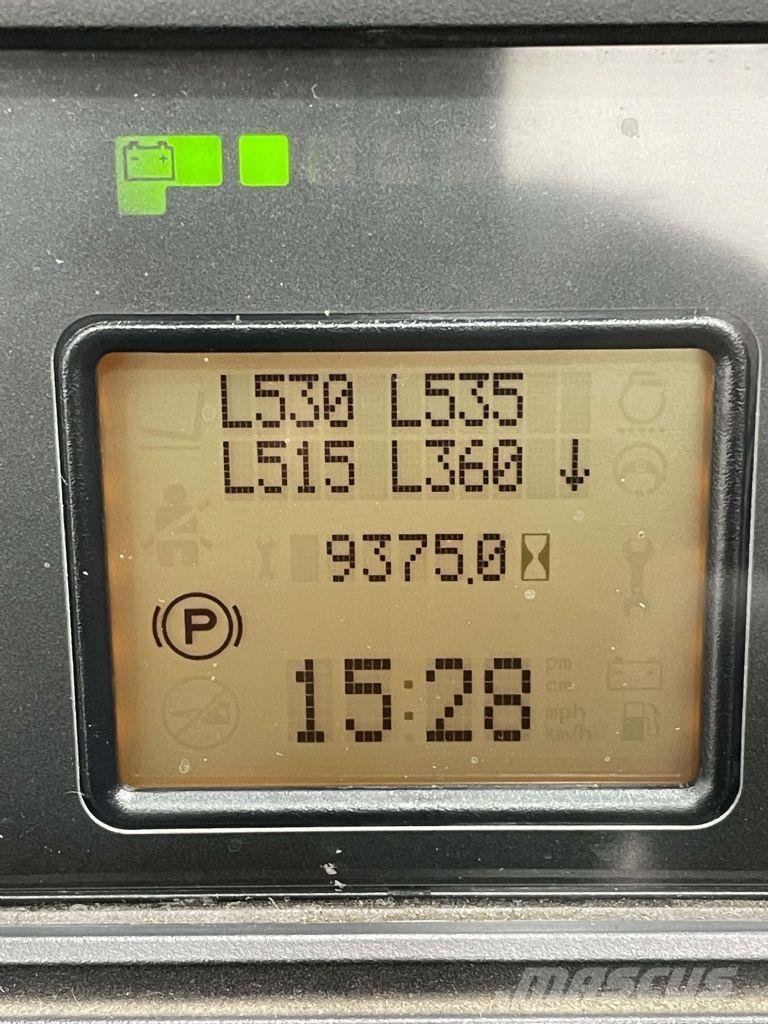 L530 L535
L515 L360 ↓
9375.0
P
15:28
pm
cm
mph
km/h
MASCUS